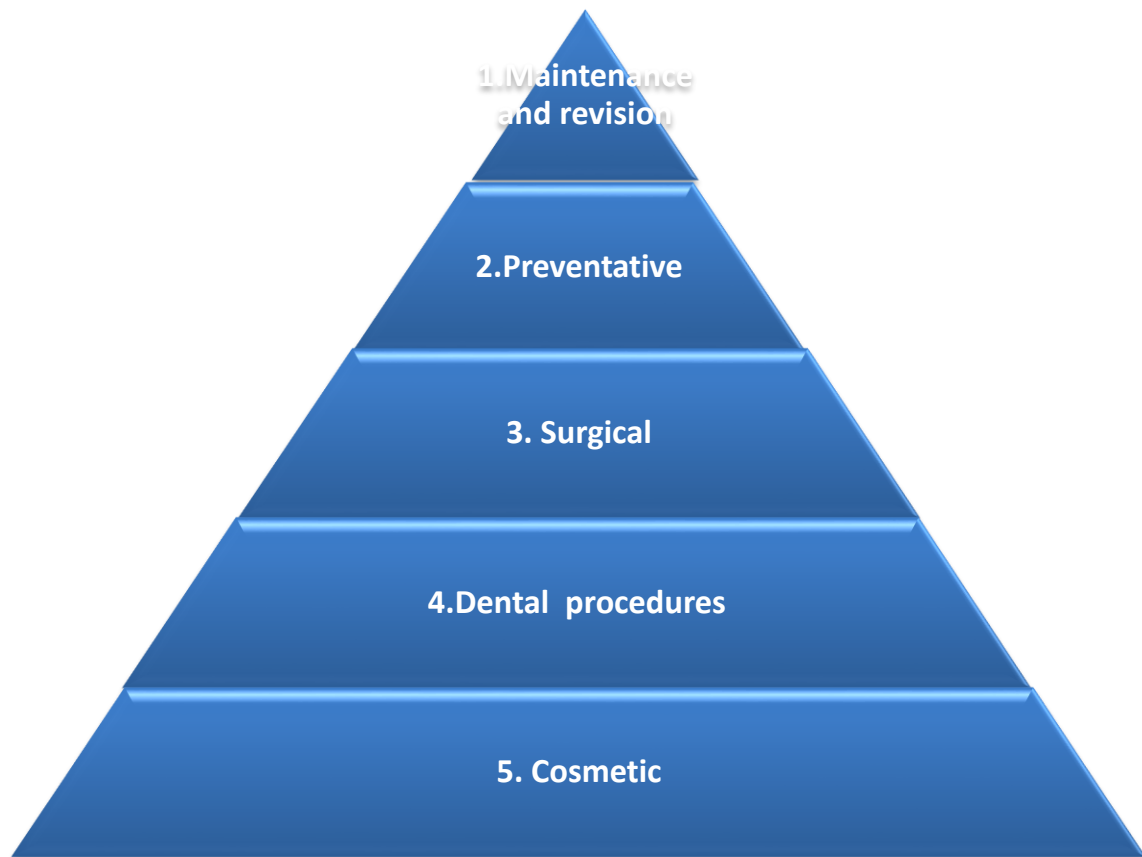 1.Maintenance
and revision
2.Preventative
3. Surgical
4.Dental  procedures
5. Cosmetic